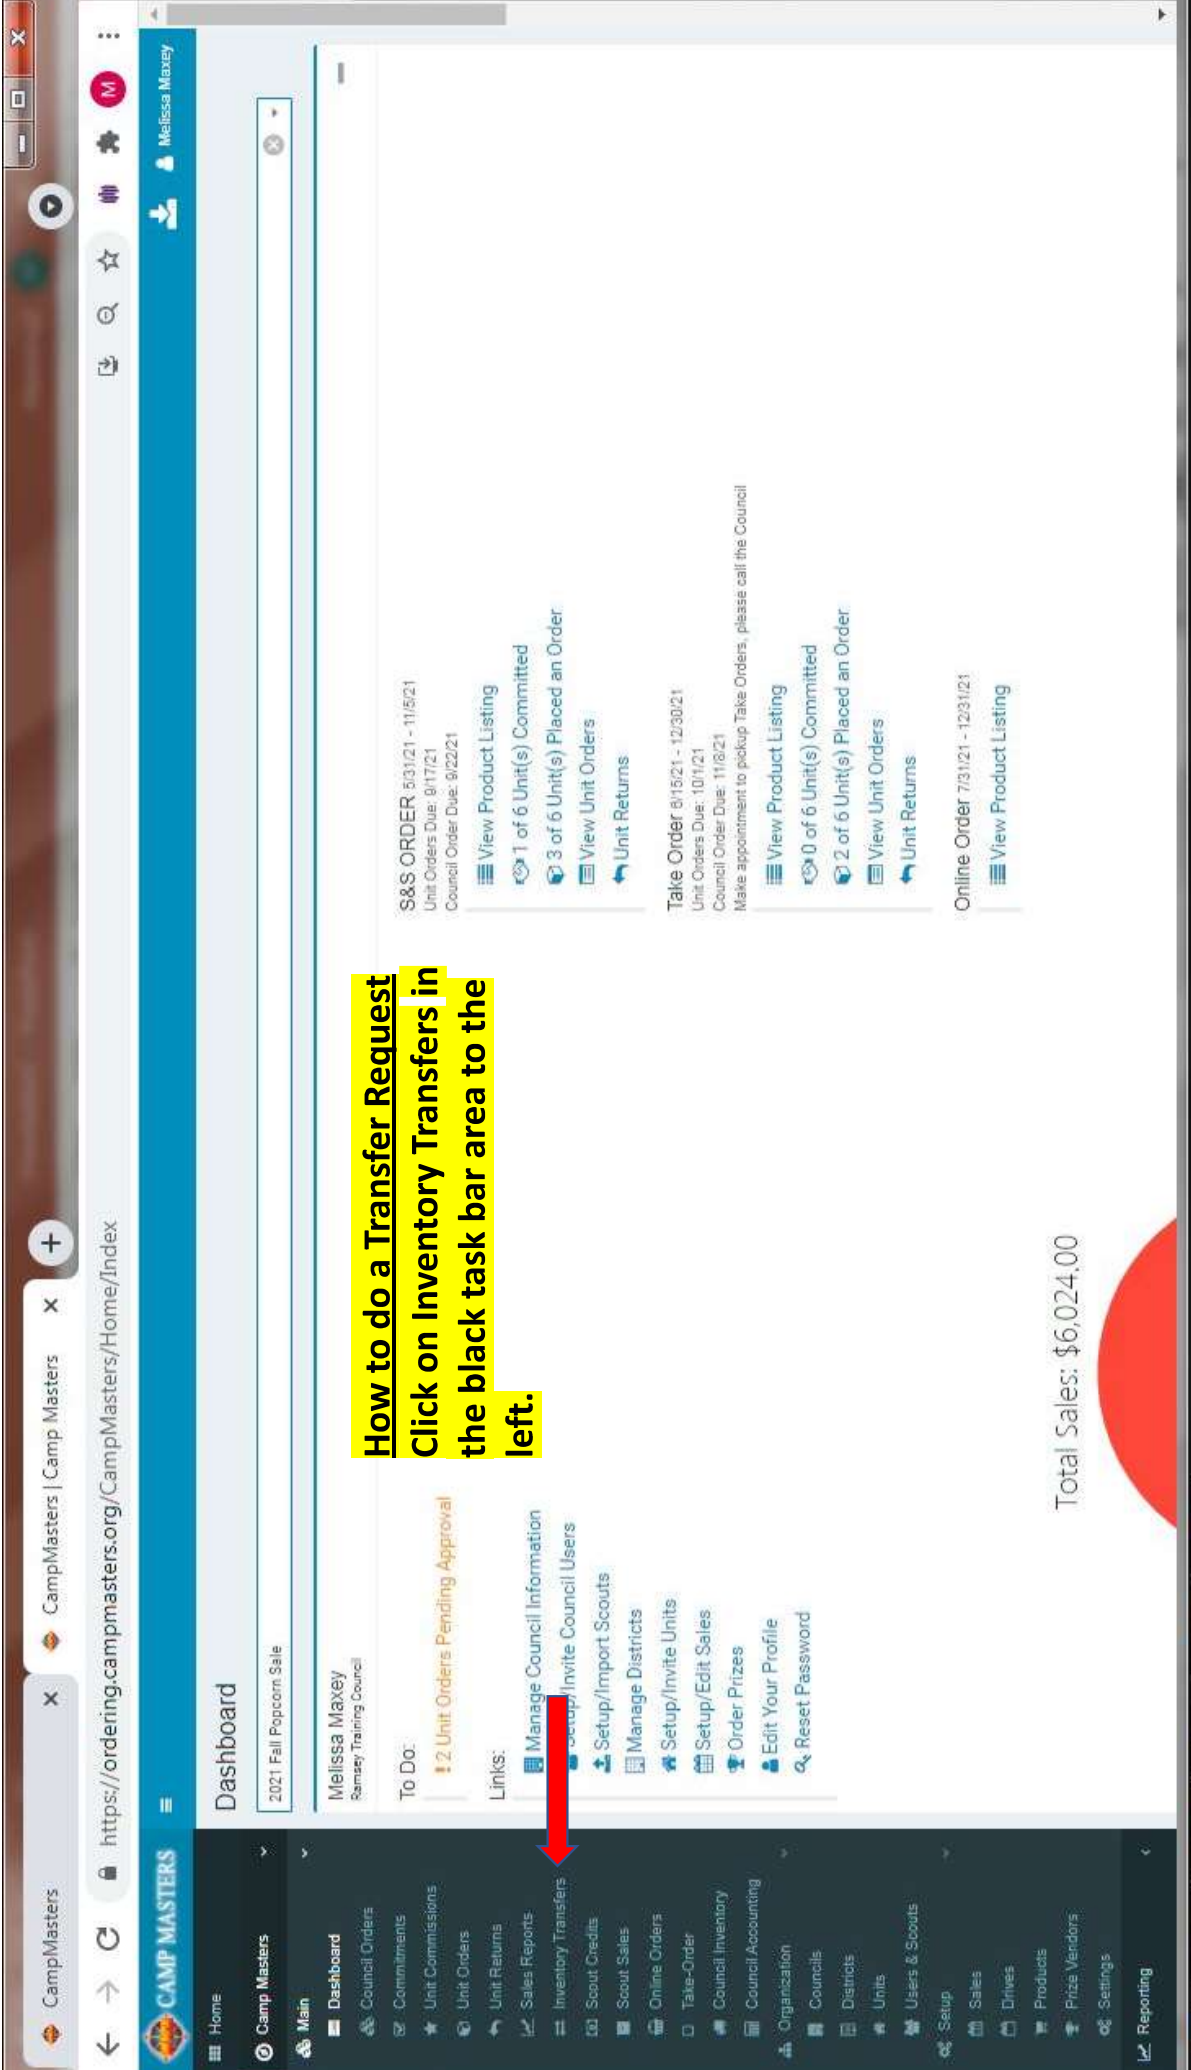 CampMasters
CampMasters | Camp Masters
https://ordering.campmasters.org/CampMasters/Home/Index
M
CAMP MASTERS
Melissa Maxey
Home
Camp Masters
Main
Dashboard
Council Orders
Commitments
Unit Commissions
Unit Orders
Unit Returns
Sales Reports
Inventory Transfers
Scout Credits
Scout Sales
Online Orders
Take-Order
Council Inventory
Council Accounting
Organization
Councils
Districts
Units
Users & Scouts
Setup
Sales
Drives
Products
Prize Vendors
Settings
Reporting
Dashboard
2021 Fall Popcorn Sale
Melissa Maxey
Ramsey Training Council
To Do:
! 2 Unit Orders Pending Approval
Links:
Manage Council Information
Setup/Invite Council Users
Setup/Import Scouts
Manage Districts
Setup/Invite Units
Setup/Edit Sales
Order Prizes
Edit Your Profile
Reset Password
How to do a Transfer Request
Click on Inventory Transfers in
the black task bar area to the
left.
S&S ORDER 5/31/21 - 11/5/21
Unit Orders Due: 9/17/21
Council Order Due: 9/22/21
View Product Listing
1 of 6 Unit(s) Committed
3 of 6 Unit(s) Placed an Order
View Unit Orders
Unit Returns
Take Order 6/15/21 - 12/30/21
Unit Orders Due: 10/1/21
Council Order Due: 11/8/21
Make appointment to pickup Take Orders, please call the Council
View Product Listing
0 of 6 Unit(s) Committed
2 of 6 Unit(s) Placed an Order
View Unit Orders
Unit Returns
Online Order 7/31/21 - 12/31/21
View Product Listing
Total Sales: $6,024.00